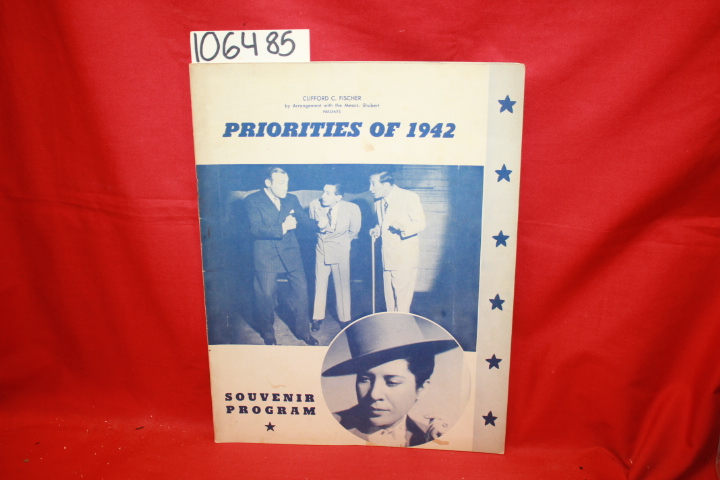 106485
CLIFFORD C. FISCHER
by Arrangement with the Messrs. Shubert
PRESENTS
PRIORITIES OF 1942
SOUVENIR
PROGRAM